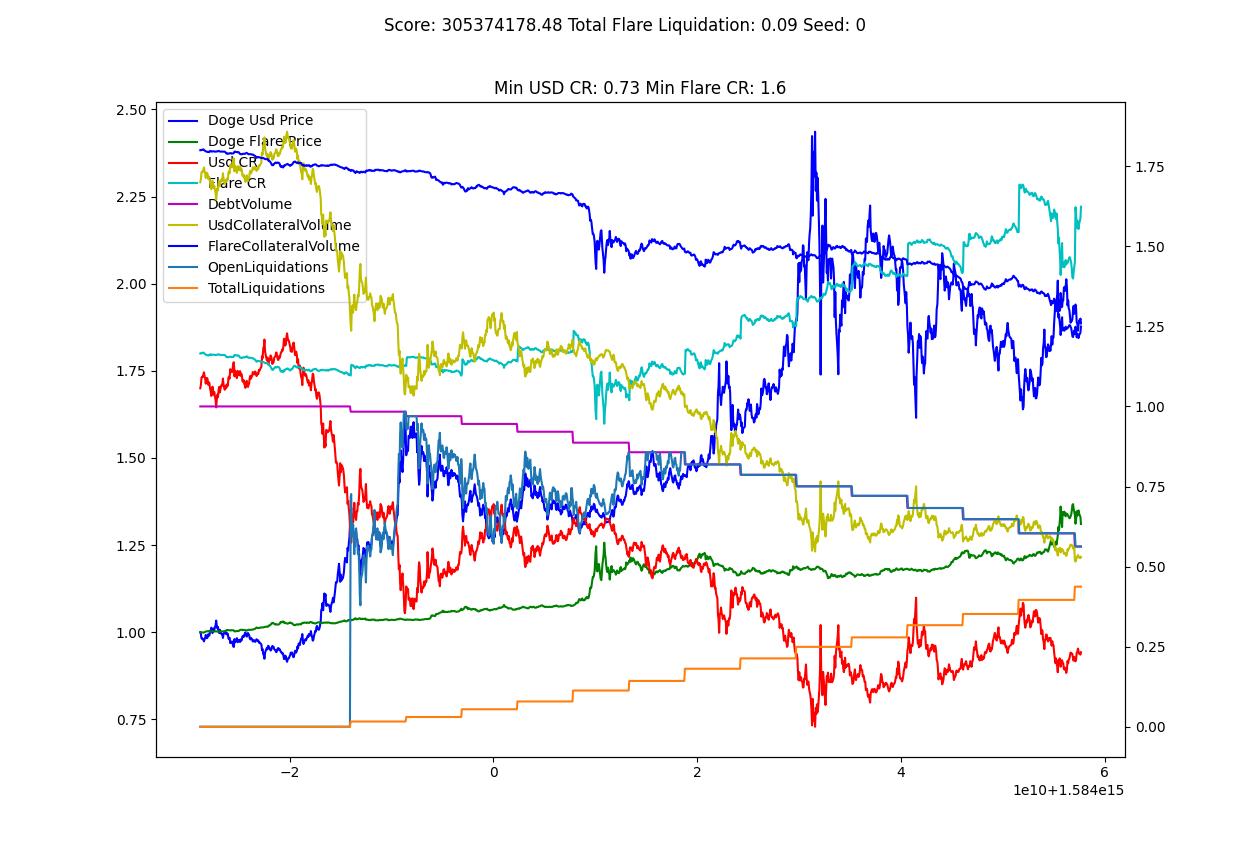 Score: 305374178.48 Total Flare Liquidation: 0.09 Seed: 0
Min USD CR: 0.73 Min Flare CR: 1.6
2.50
2.25
2.00
1.75
1.50
1.25
1.00
0.75
Doge Usd Price
Doge Flare Price
Usd CR
Flare CR
DebtVolume
UsdCollateralVolume
FlareCollateralVolume
OpenLiquidations
TotalLiquidations
1.75
1.50
1.25
1.00
0.75
0.50
0.25
0.00
−2 0 2 4 6
1e10+1.584e15